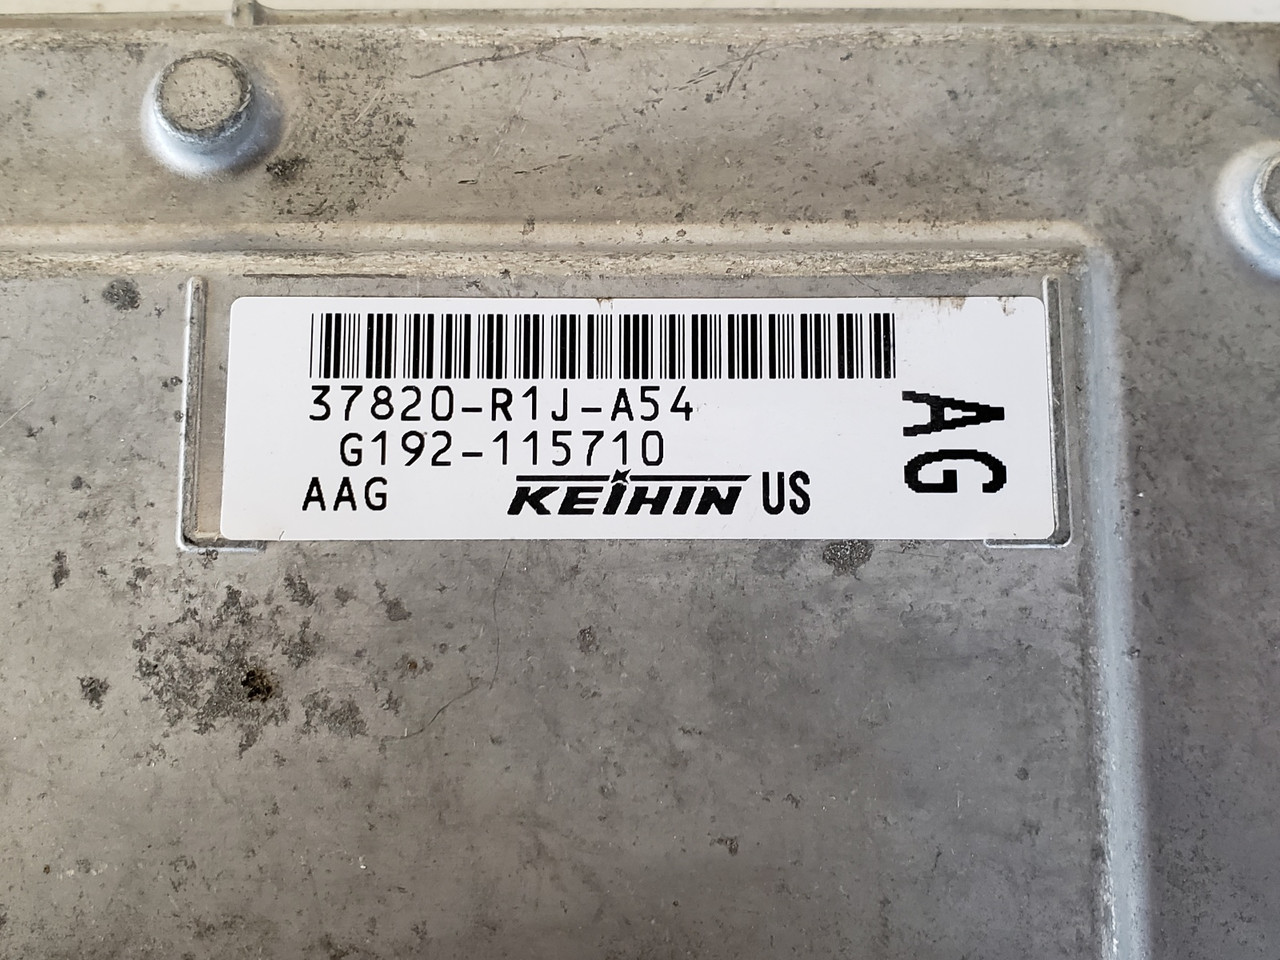 37820-R1J-A54
G192-115710
AAG
KEIHIN US
AG